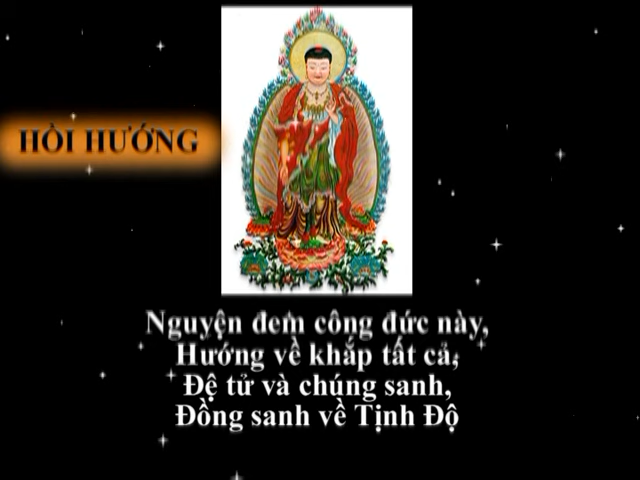 HỒI HƯỚNG
Nguyện đem công đức này,
Hướng về khắp tất cả;
Đệ tử và chúng sanh,
Đồng sanh về Tịnh Độ